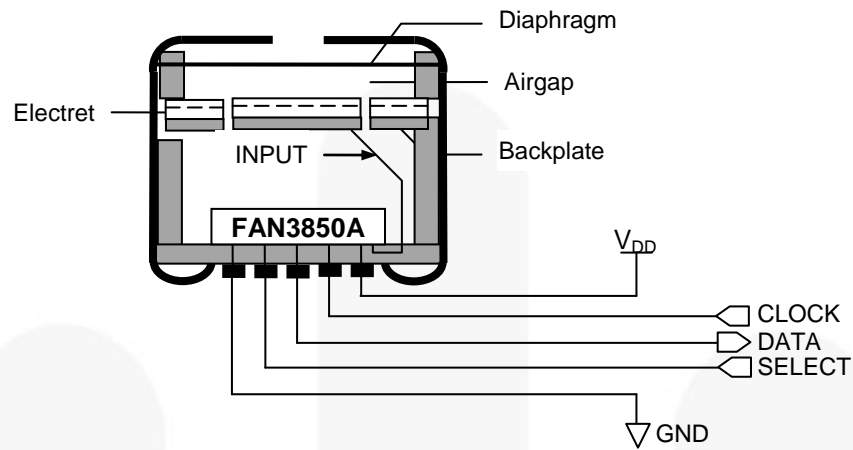 Diaphragm
Airgap
Electret
INPUT
Backplate
FAN3850A
VDD
CLOCK
DATA
SELECT
GND